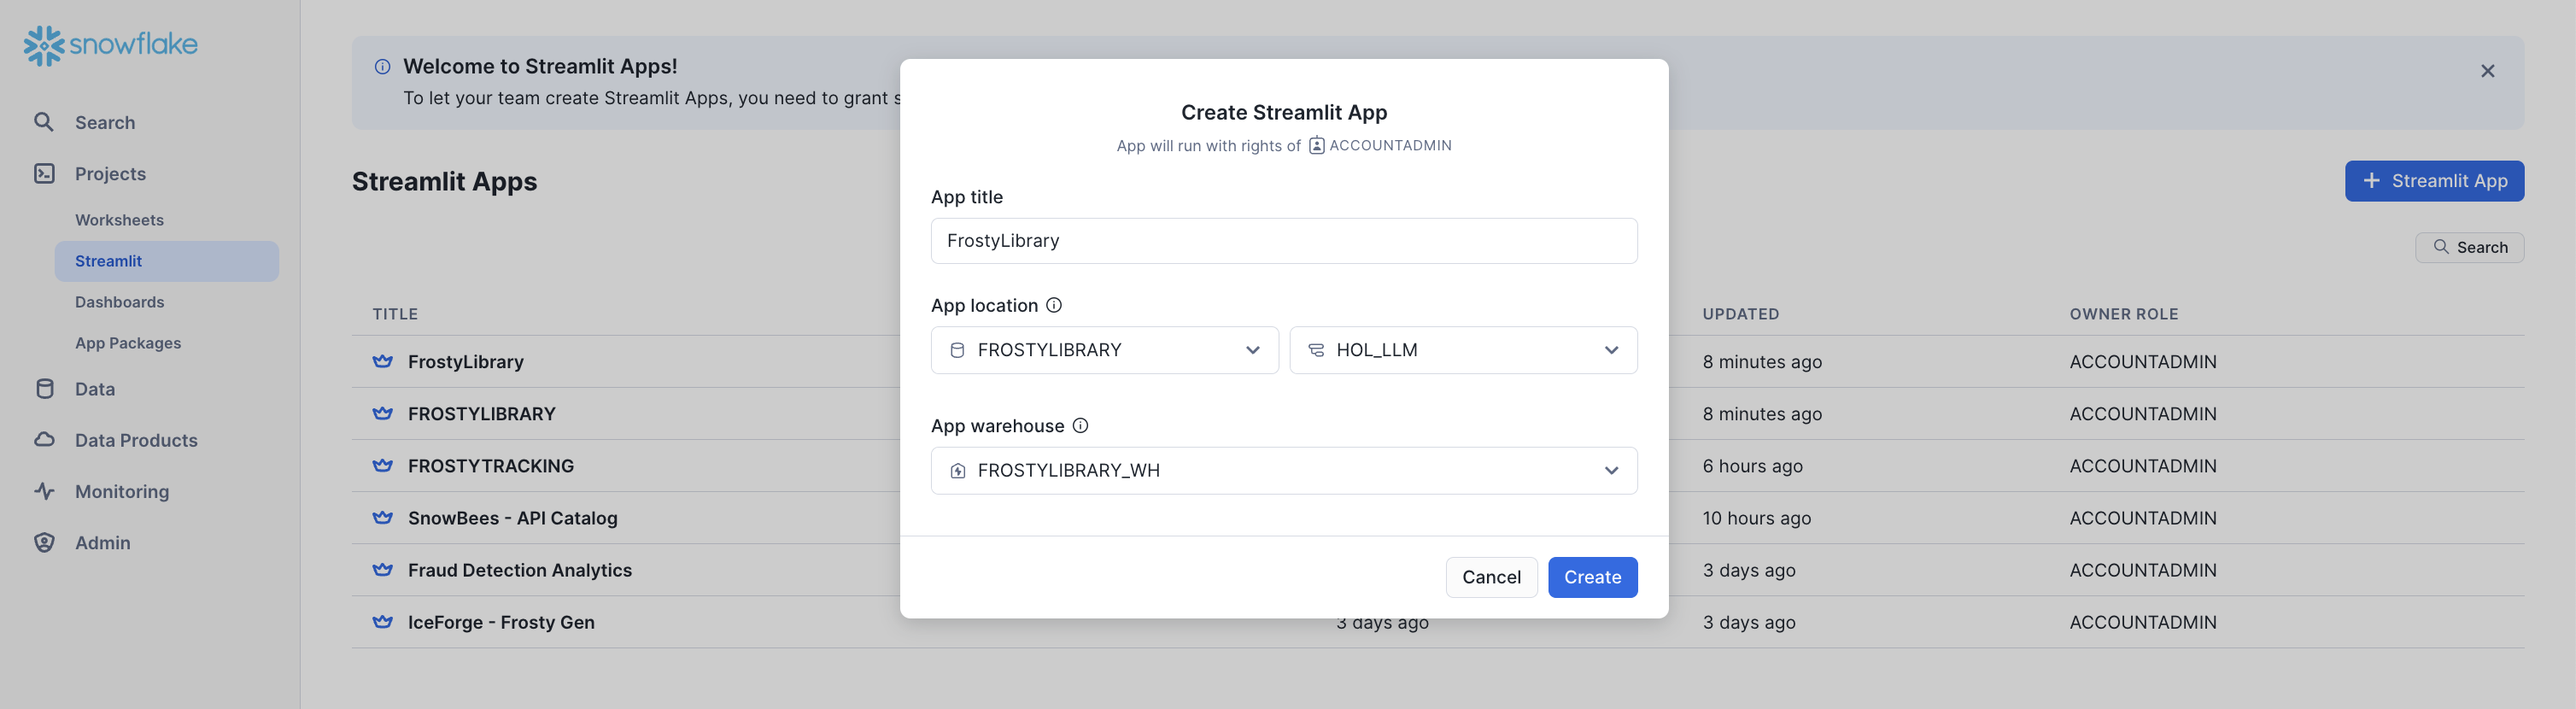 snowflake
Search
Projects
Worksheets
Streamlit
Dashboards
App Packages
Data
Data Products
Monitoring
Admin
Welcome to Streamlit Apps!
To let your team create Streamlit Apps, you need to grant
Streamlit Apps
+ Streamlit App
Search
TITLE UPDATED OWNER ROLE
FrostyLibrary 8 minutes ago ACCOUNTADMIN
FROSTYLIBRARY 8 minutes ago ACCOUNTADMIN
FROSTYTRACKING 6 hours ago ACCOUNTADMIN
SnowBees - API Catalog 10 hours ago ACCOUNTADMIN
Fraud Detection Analytics 3 days ago ACCOUNTADMIN
IceForge - Frosty Gen 3 days ago 3 days ago ACCOUNTADMIN
Create Streamlit App
App will run with rights of ACCOUNTADMIN
App title
FrostyLibrary
App location
FROSTYLIBRARY HOL_LLM
App warehouse
FROSTYLIBRARY_WH
Cancel Create